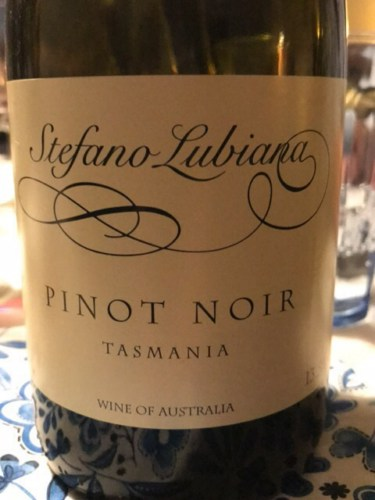 Stefano Lubiana
PINOT NOIR
TASMANIA
WINE OF AUSTRALIA